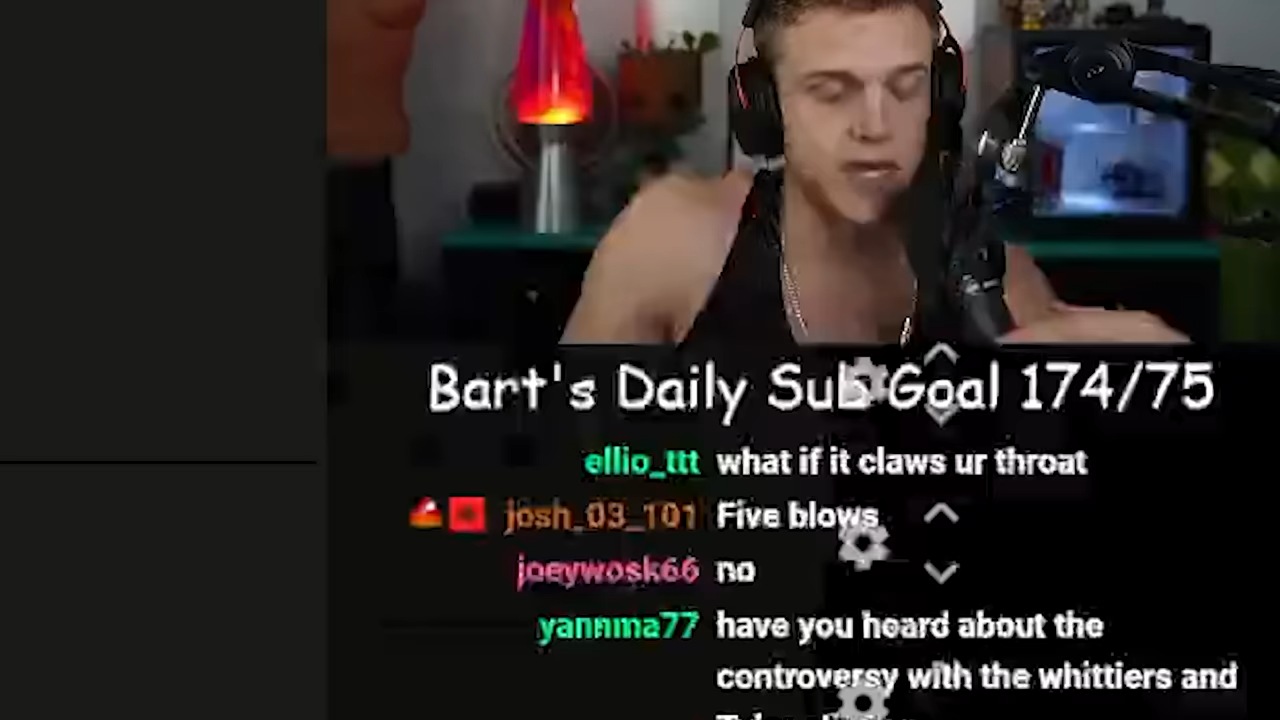 Bart's Daily Sub Goal 174/75
ellio_ttt what if it claws ur throat
josh_03_101 Five blows
joeywosk66 no
yannma77 have you heard about the
controversy with the whittiers and